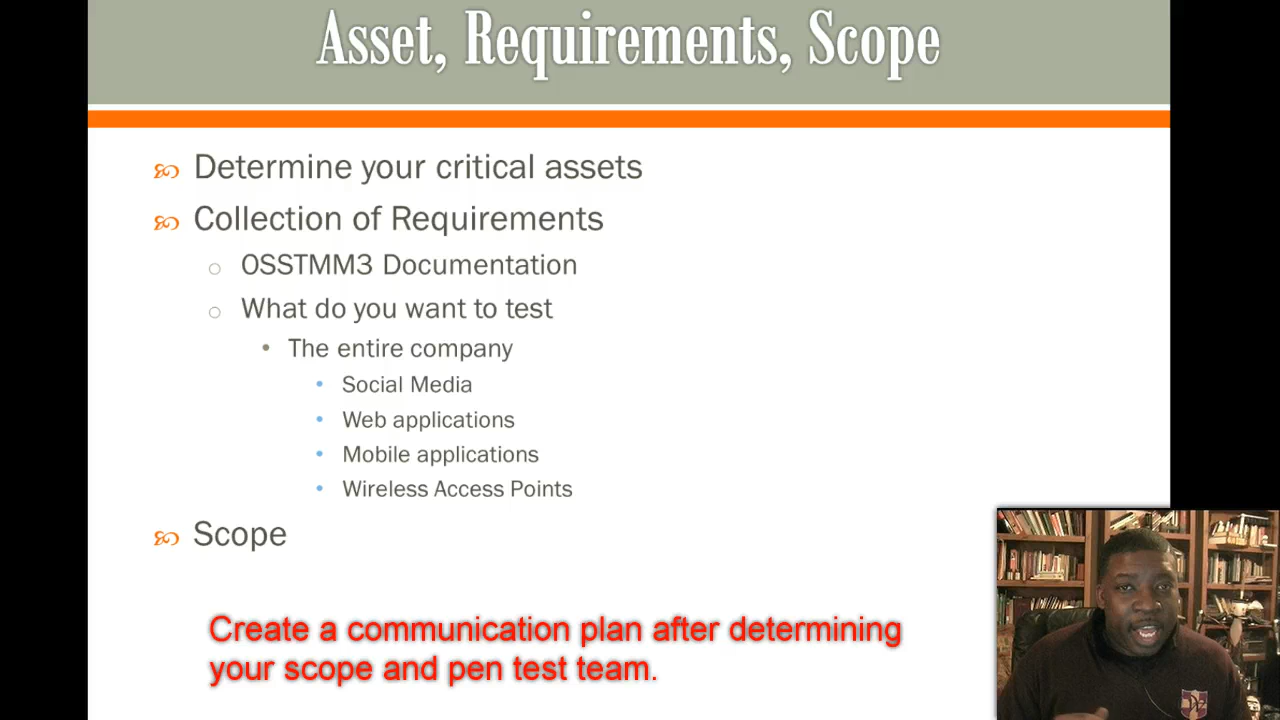 Asset, Requirements, Scope
Determine your critical assets
Collection of Requirements
OSSTMM3 Documentation
What do you want to test
The entire company
Social Media
Web applications
Mobile applications
Wireless Access Points
Scope
Create a communication plan after determining
your scope and pen test team.